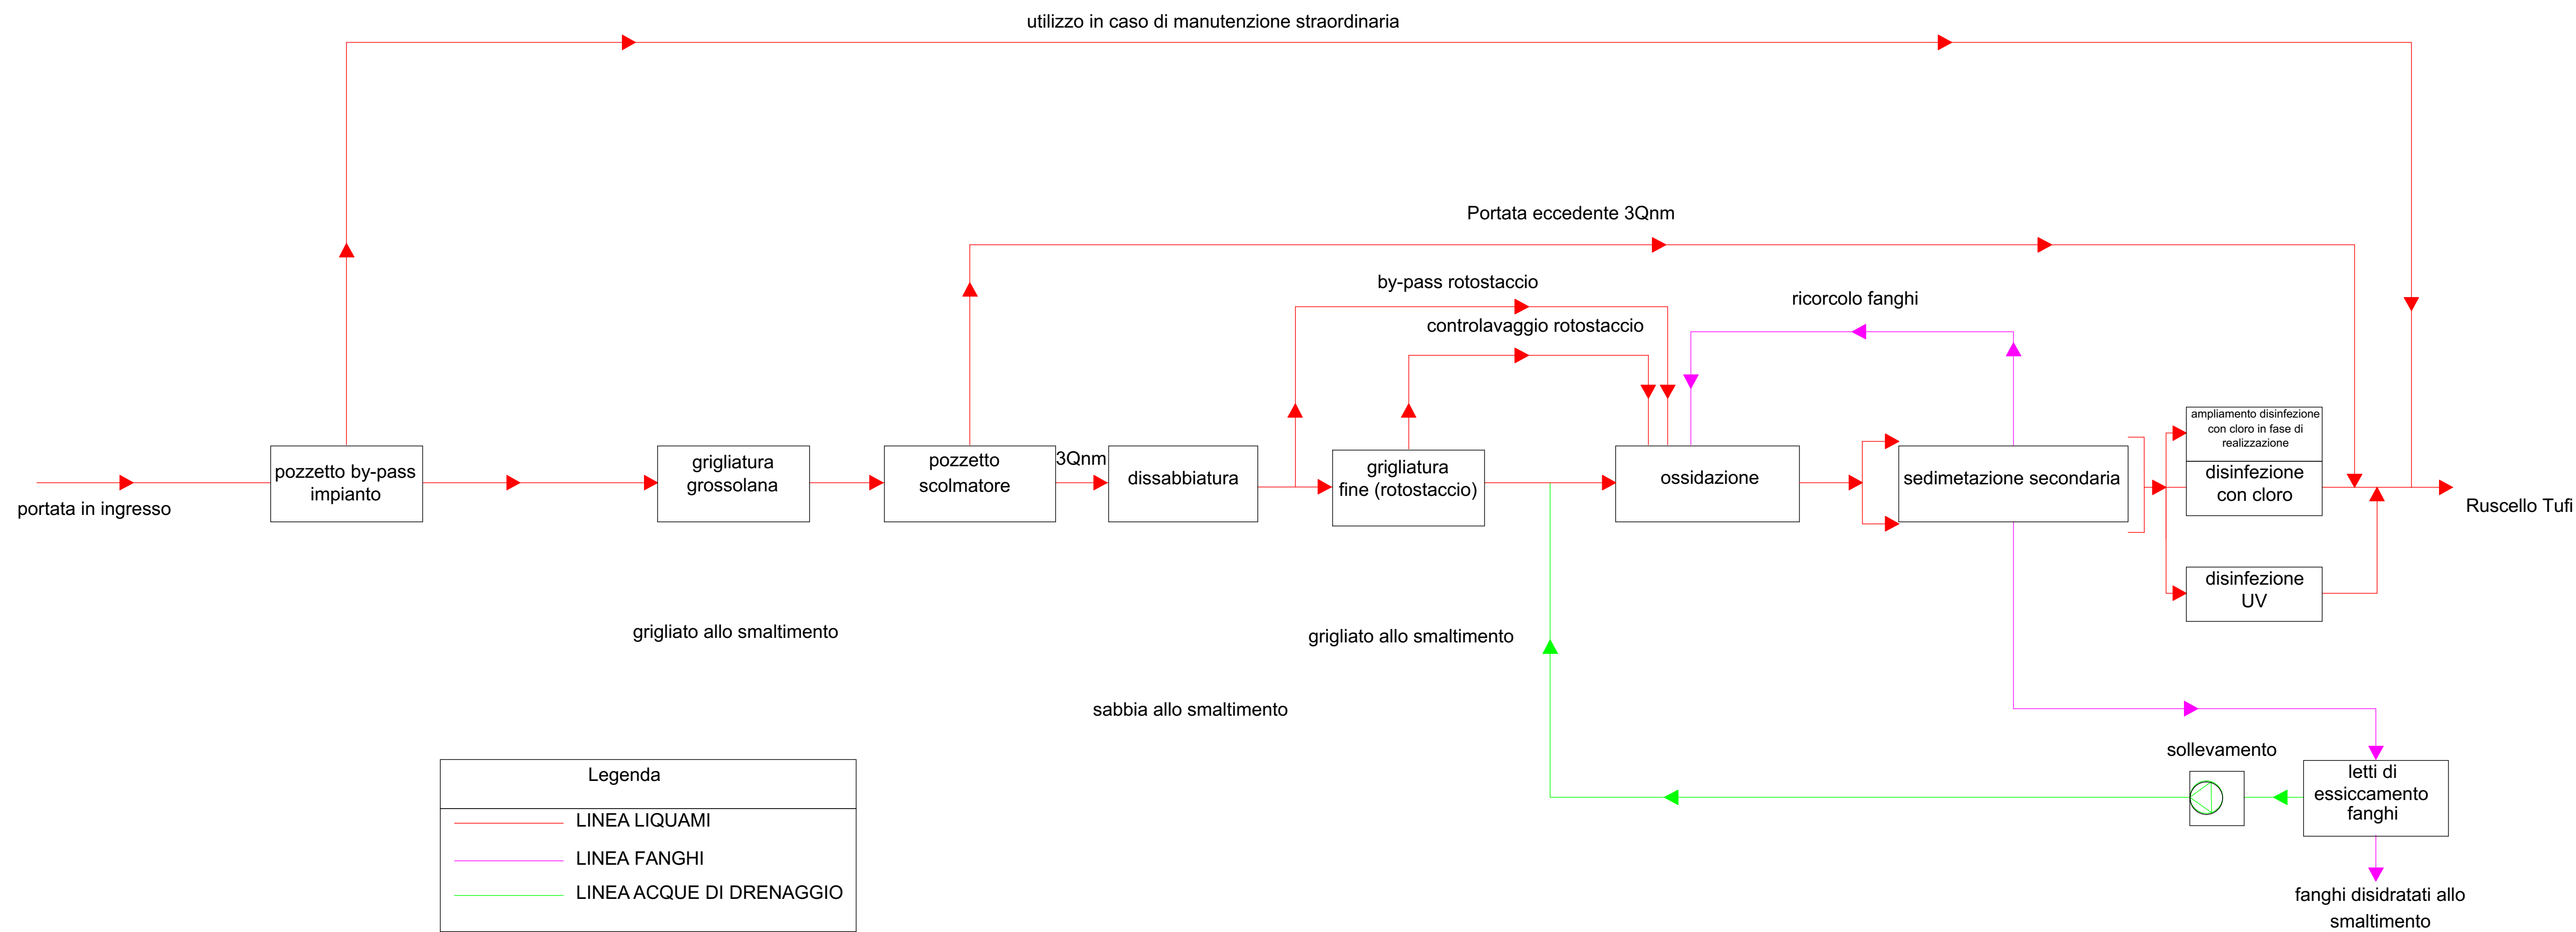 utilizzo in caso di manutenzione straordinaria
Portata eccedente 3Qnm
by-pass rotostaccio
ricorcolo fanghi
controlavaggio rotostaccio
portata in ingresso
pozzetto by-pass
impianto
grigliatura
grossolana
pozzetto
scolmatore
3Qnm
dissabbiatura
grigliatura
fine (rotostaccio)
ossidazione
sedimetazione secondaria
ampliamento disinfezione
con cloro in fase di
realizzazione
disinfezione
con cloro
disinfezione
UV
Ruscello Tufi
grigliato allo smaltimento
grigliato allo smaltimento
sabbia allo smaltimento
sollevamento
letti di
essiccamento
fanghi
fanghi disidratati allo
smaltimento
Legenda
LINEA LIQUAMI
LINEA FANGHI
LINEA ACQUE DI DRENAGGIO